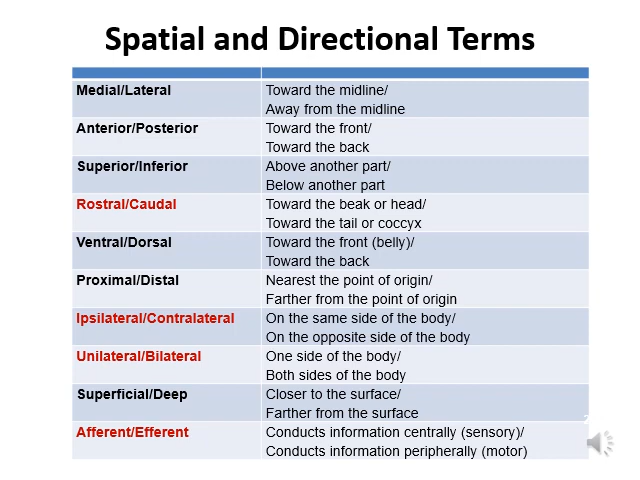 Spatial and Directional Terms
Medial/Lateral
Toward the midline/
Away from the midline
Anterior/Posterior
Toward the front/
Toward the back
Superior/Inferior
Above another part/
Below another part
Rostral/Caudal
Toward the beak or head/
Toward the tail or coccyx
Ventral/Dorsal
Toward the front (belly)/
Toward the back
Proximal/Distal
Nearest the point of origin/
Farther from the point of origin
Ipsilateral/Contralateral
On the same side of the body/
On the opposite side of the body
Unilateral/Bilateral
One side of the body/
Both sides of the body
Superficial/Deep
Closer to the surface/
Farther from the surface
Afferent/Efferent
Conducts information centrally (sensory)/
Conducts information peripherally (motor)